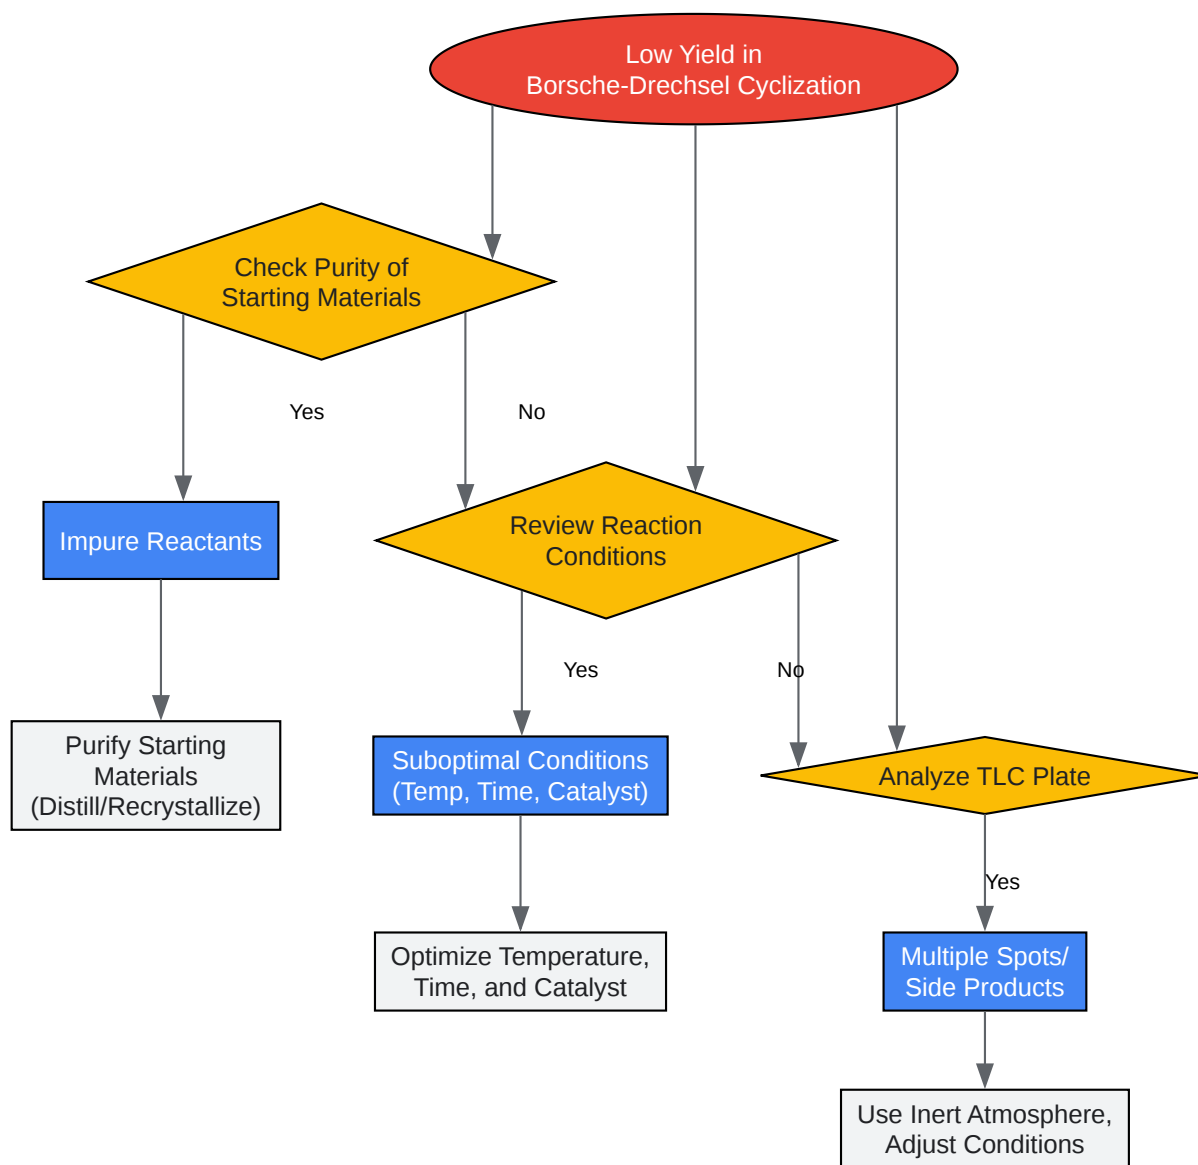 Low Yield in
Borsche-Drechsel Cyclization
Check Purity of
Starting Materials
Yes
No
Review Reaction
Conditions
Impure Reactants
Yes
No
Purify Starting
Materials
(Distill/Recrystallize)
Suboptimal Conditions
(Temp, Time, Catalyst)
Analyze TLC Plate
Yes
Optimize Temperature,
Time, and Catalyst
Multiple Spots/
Side Products
Use Inert Atmosphere,
Adjust Conditions